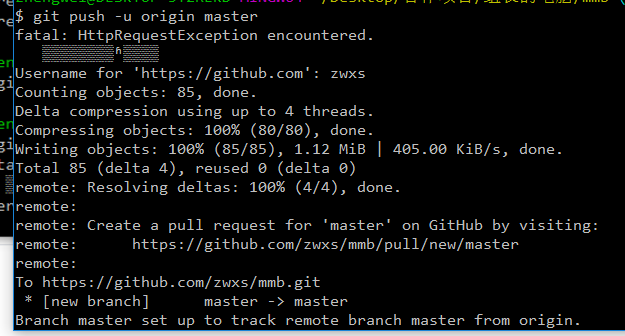 $ git push -u origin master
fatal: HttpRequestException encountered.
Username for 'https://github.com': zwxs
Counting objects: 85, done.
Delta compression using up to 4 threads.
Compressing objects: 100% (80/80), done.
Writing objects: 100% (85/85), 1.12 MiB | 405.00 KiB/s, done.
Total 85 (delta 4), reused 0 (delta 0)
remote: Resolving deltas: 100% (4/4), done.
remote:
remote: Create a pull request for 'master' on GitHub by visiting:
remote:      https://github.com/zwxs/mmb/pull/new/master
remote:
To https://github.com/zwxs/mmb.git
 * [new branch]      master -> master
Branch master set up to track remote branch master from origin.